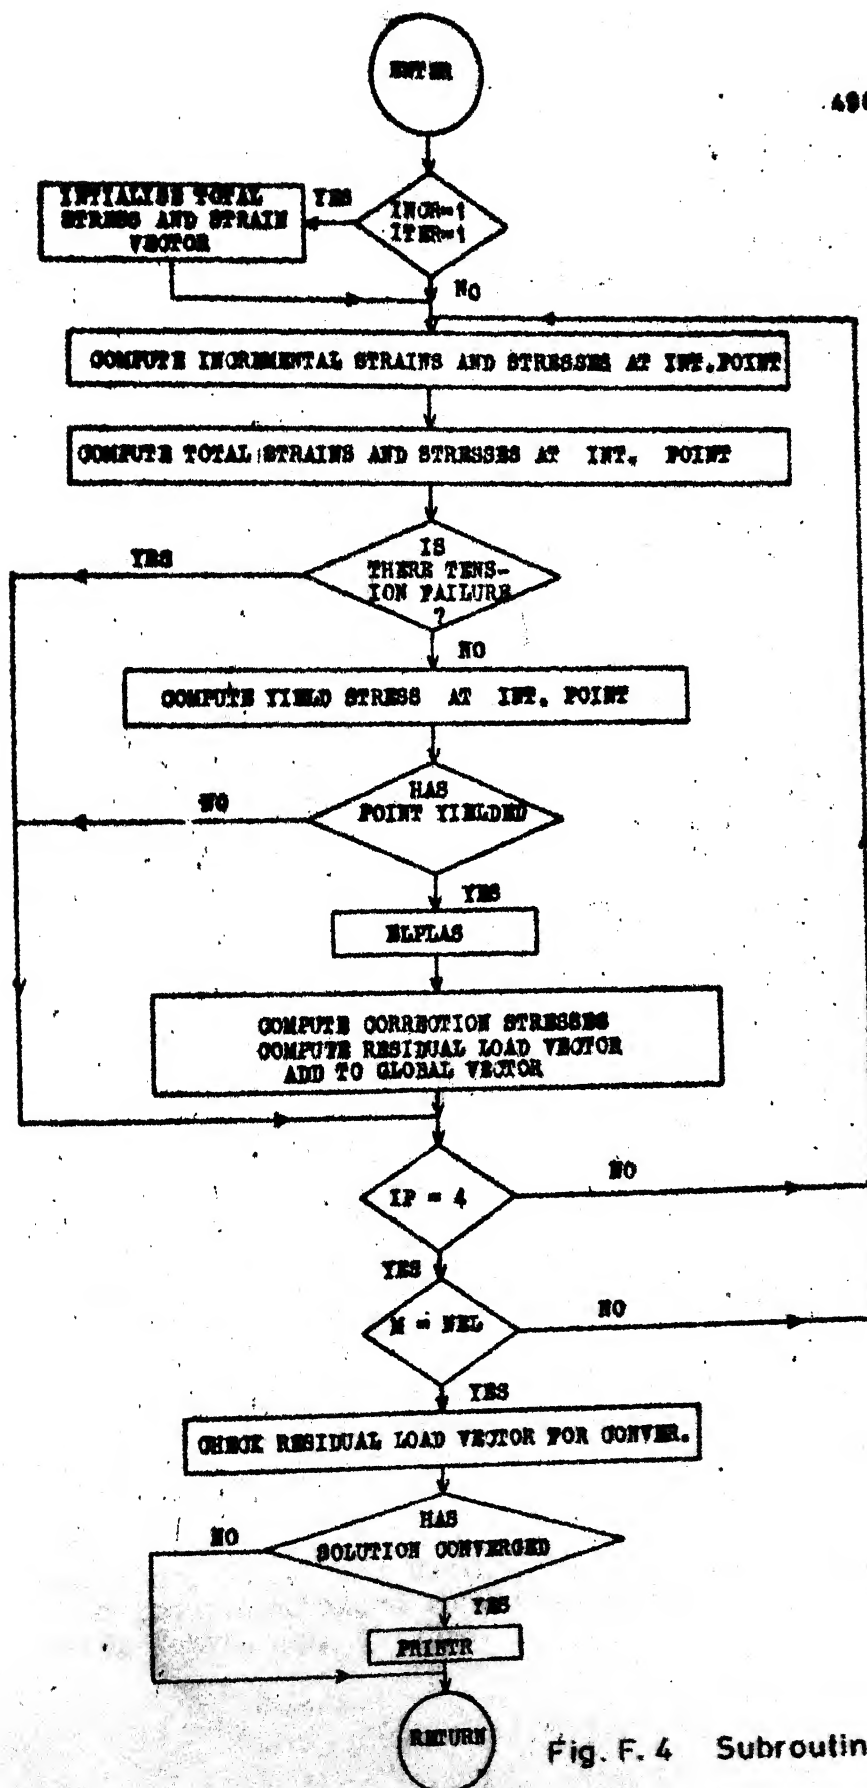 ENTER
INCR=1
ITER=1
YES
INTIALYSE TOTAL
STRESS AND STRAIN
VECTOR
NO
COMPUTE INCREMENTAL STRAINS AND STRESSES AT INT.POINT
COMPUTE TOTAL STRAINS AND STRESSES AT INT. POINT
IS
THERE TENS-
ION FAILURE
?
YES
NO
COMPUTE YIELD STRESS AT INT. POINT
HAS
POINT YIELDED
NO
YES
ELPLAS
COMPUTE CORRECTION STRESSES
COMPUTE RESIDUAL LOAD VECTOR
ADD TO GLOBAL VECTOR
IP = 4
NO
YES
M = NEL
NO
YES
CHECK RESIDUAL LOAD VECTOR FOR CONVER.
HAS
SOLUTION CONVERGED
NO
YES
PRINTR
RETURN
Fig. F. 4 Subroutin